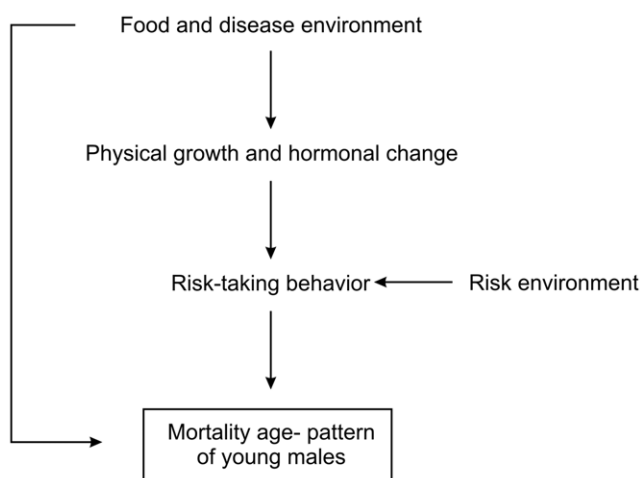 Food and disease environment
Physical growth and hormonal change
Risk-taking behavior
Risk environment
Mortality age- pattern
of young males